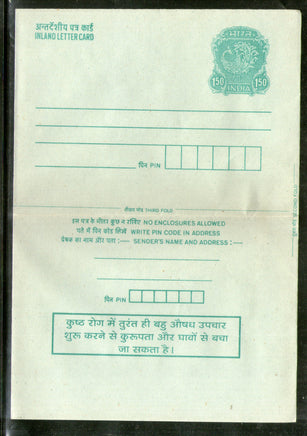 अन्तर्देशीय पत्र कार्ड
INLAND LETTER CARD
भारत
150 150
INDIA
पिन PIN
तीसरा मोड़ THIRD FOLD
इस पत्र के भीतर कुछ न रखिये NO ENCLOSURES ALLOWED
पते में पिन कोड लिखें WRITE PIN CODE IN ADDRESS
प्रेषक का नाम और पता :— SENDER'S NAME AND ADDRESS :—
पिन PIN
कुष्ठ रोग में तुरंत ही बहु औषध उपचार
शुरू करने से कुरूपता और घावों से बचा
जा सकता है।